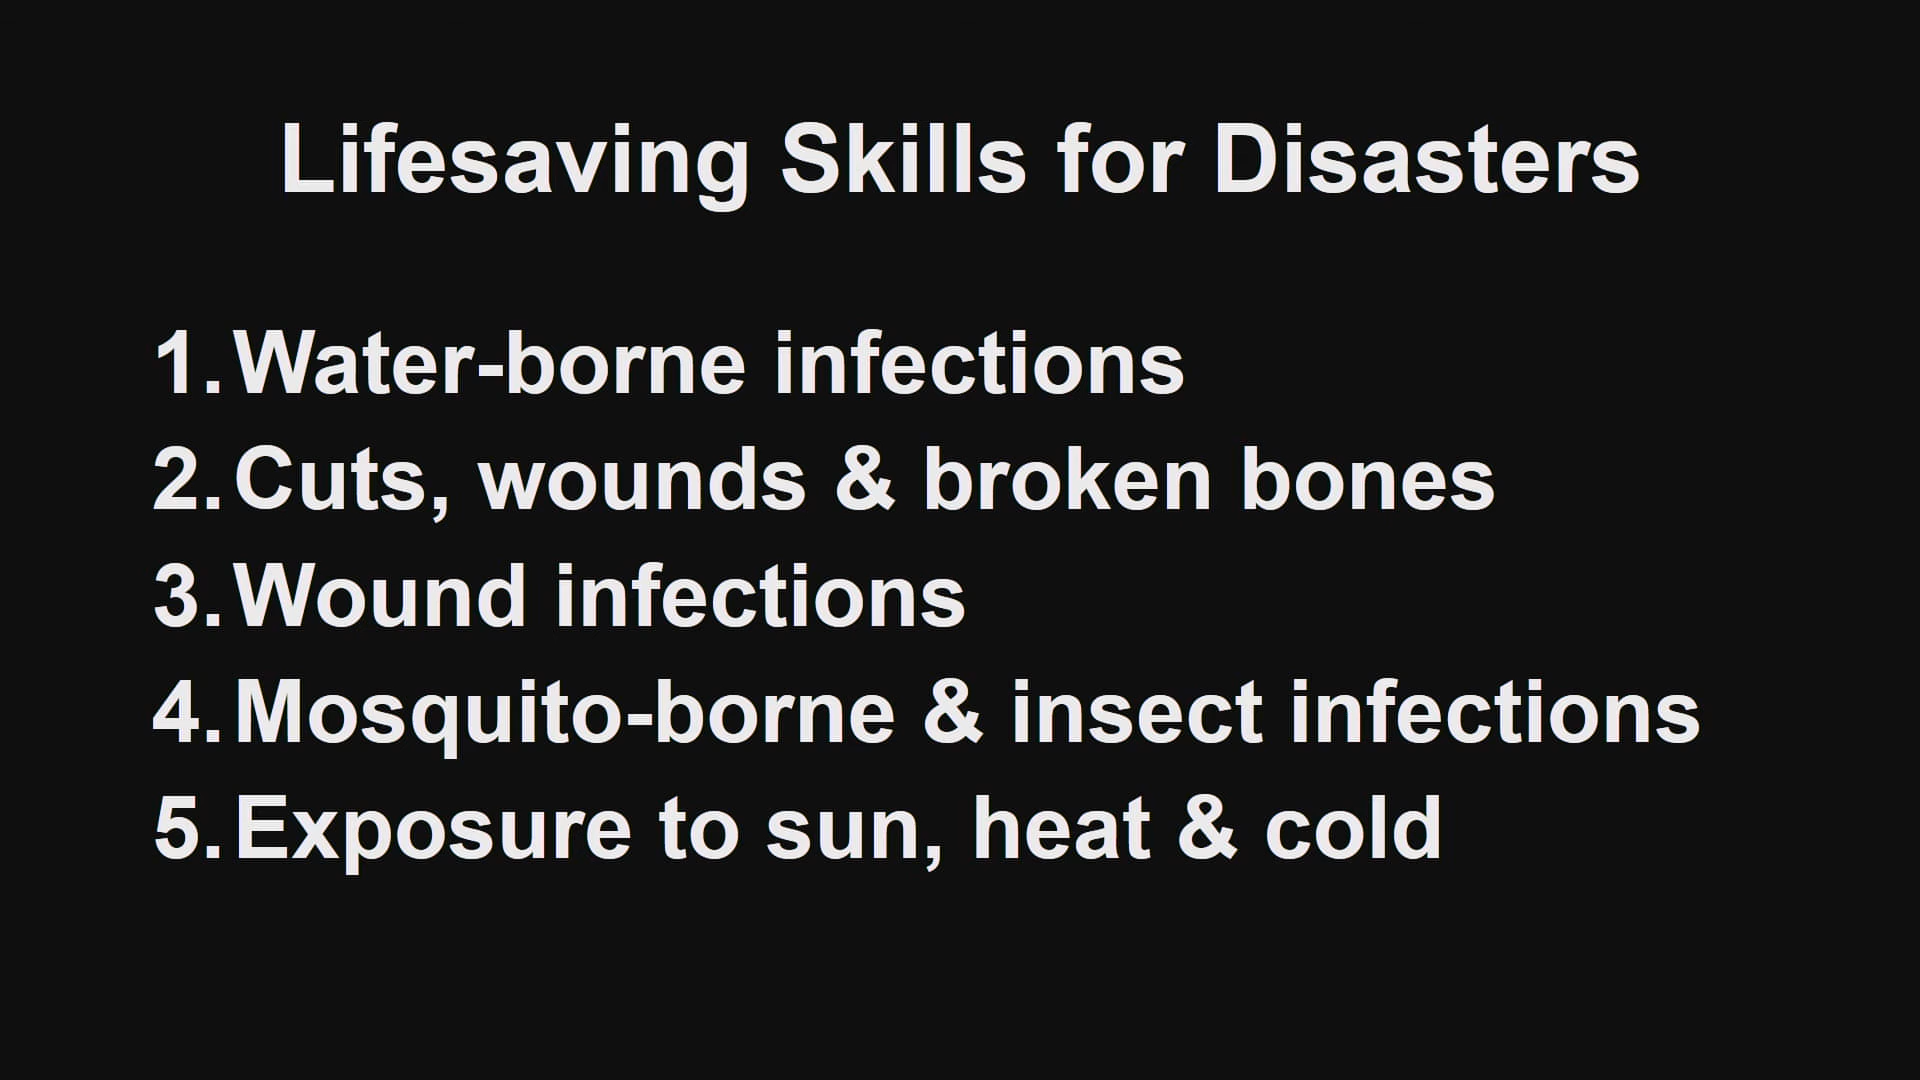 Lifesaving Skills for Disasters
1. Water-borne infections
2. Cuts, wounds & broken bones
3. Wound infections
4. Mosquito-borne & insect infections
5. Exposure to sun, heat & cold